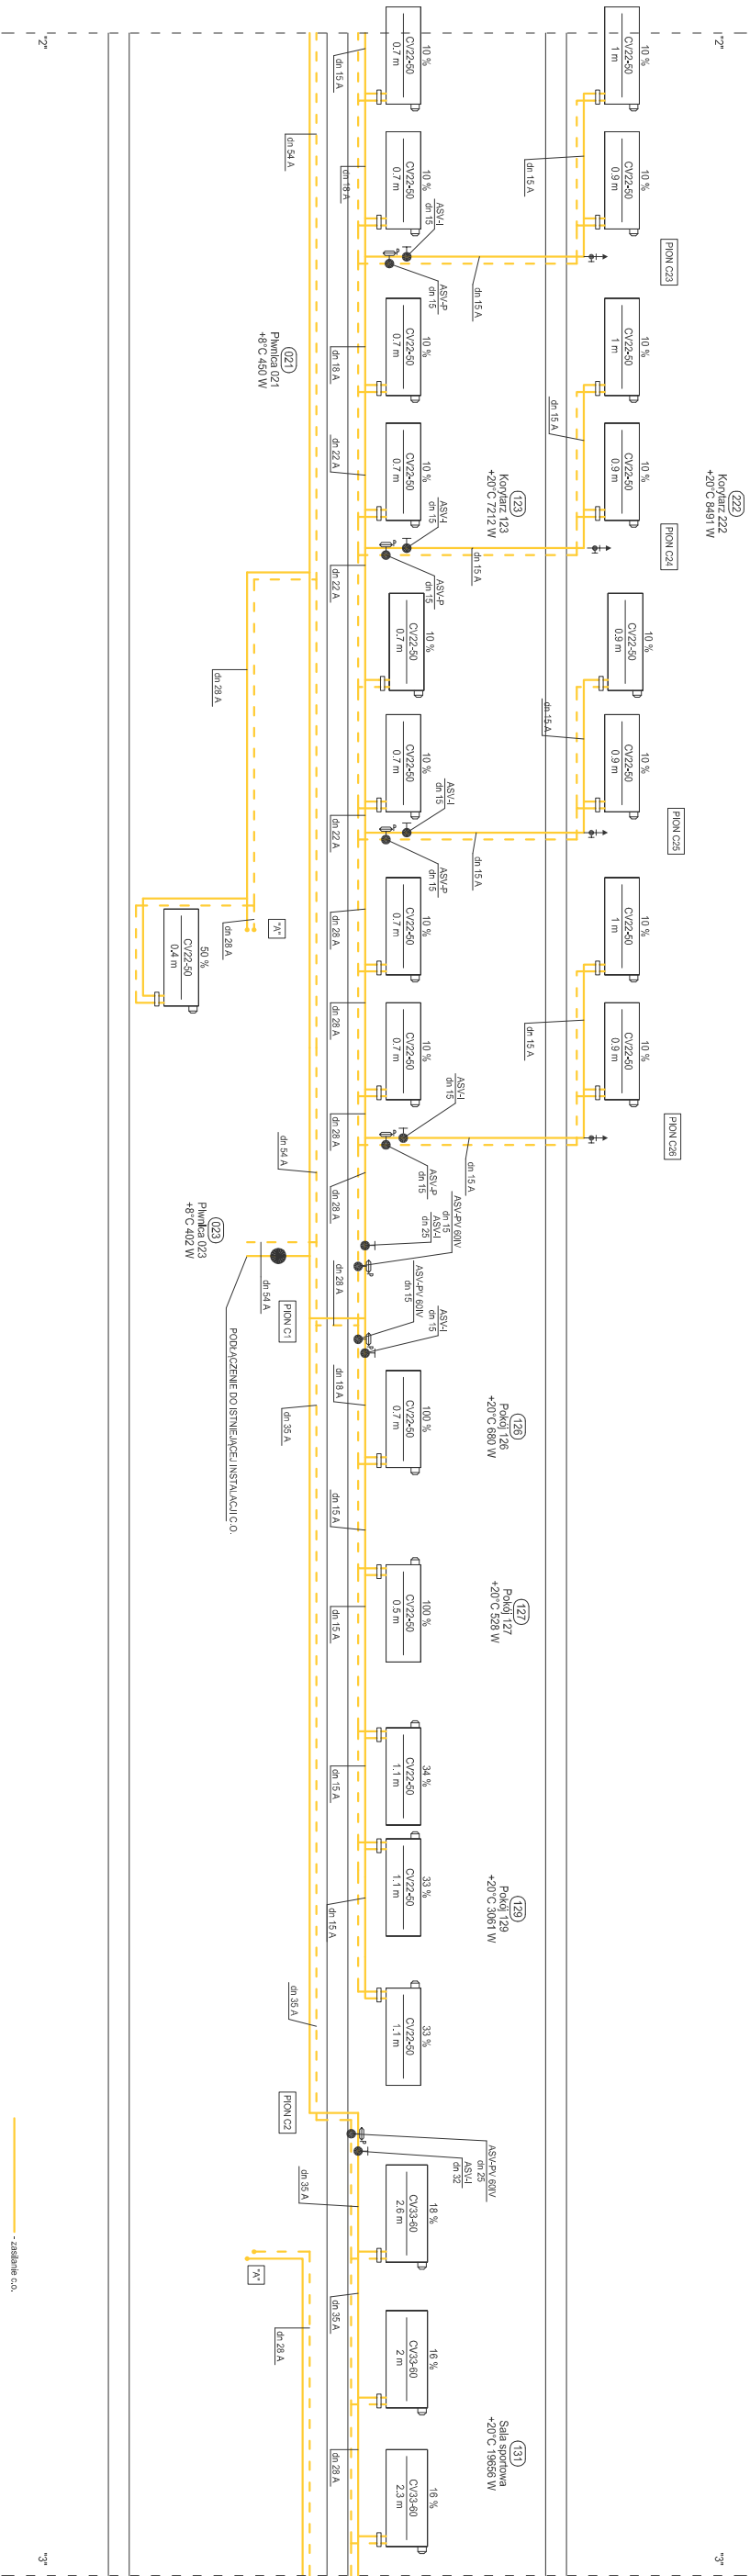 "2"
"2"
10 %
CV22-50
1 m
10 %
CV22-50
0.9 m
dn 15 A
PION C23
10 %
CV22-50
1 m
10 %
CV22-50
0.9 m
dn 15 A
PION C24
222
Korytarz 222
+20°C 8491 W
10 %
CV22-50
0.9 m
10 %
CV22-50
0.9 m
dn 15 A
PION C25
10 %
CV22-50
1 m
10 %
CV22-50
0.9 m
dn 15 A
PION C26
10 %
CV22-50
0.7 m
dn 15 A
10 %
CV22-50
0.7 m
dn 18 A
ASV-I
dn 15
ASV-P
dn 15
dn 15 A
10 %
CV22-50
0.7 m
dn 18 A
10 %
CV22-50
0.7 m
dn 22 A
123
Korytarz 123
+20°C 7212 W
ASV-I
dn 15
ASV-P
dn 15
dn 15 A
dn 22 A
10 %
CV22-50
0.7 m
10 %
CV22-50
0.7 m
dn 22 A
ASV-I
dn 15
ASV-P
dn 15
dn 15 A
10 %
CV22-50
0.7 m
dn 28 A
10 %
CV22-50
0.7 m
dn 28 A
ASV-I
dn 15
dn 28 A
ASV-P
dn 15
dn 15 A
dn 28 A
ASV-PV 60IV
dn 15
ASV-I
dn 25
dn 28 A
ASV-PV 60IV
dn 15
ASV-I
dn 15
100 %
CV22-50
0.7 m
dn 18 A
126
Pokój 126
+20°C 680 W
dn 15 A
100 %
CV22-50
0.5 m
127
Pokój 127
+20°C 528 W
dn 15 A
34 %
CV22-50
1.1 m
dn 15 A
33 %
CV22-50
1.1 m
dn 15 A
129
Pokój 129
+20°C 3061 W
33 %
CV22-50
1.1 m
ASV-PV 60IV
dn 25
ASV-I
dn 32
18 %
CV33-60
2.6 m
dn 35 A
dn 35 A
16 %
CV33-60
2 m
131
Sala sportowa
+20°C 19656 W
16 %
CV33-60
2.3 m
dn 28 A
dn 54 A
021
Piwnica 021
+8°C 450 W
dn 28 A
dn 28 A
"A"
50 %
CV22-50
0.4 m
dn 54 A
023
Piwnica 023
+8°C 402 W
dn 54 A
PION C1
PODŁĄCZENIE DO ISTNIEJĄCEJ INSTALACJI C.O.
dn 35 A
dn 35 A
PION C2
"A"
dn 28 A
"3"
"3"
- zasilanie c.o.